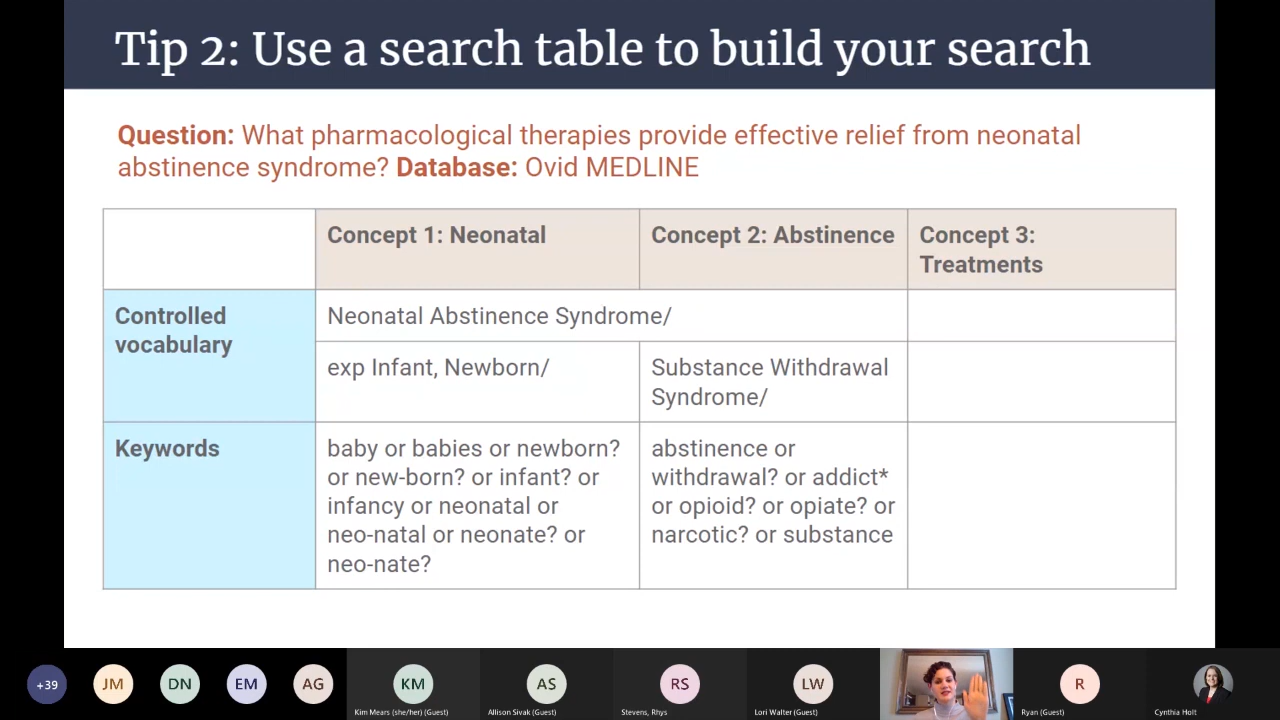 Tip 2: Use a search table to build your search
Question: What pharmacological therapies provide effective relief from neonatal
abstinence syndrome? Database: Ovid MEDLINE
Concept 1: Neonatal
Concept 2: Abstinence
Concept 3:
Treatments
Controlled
vocabulary
Neonatal Abstinence Syndrome/
exp Infant, Newborn/
Substance Withdrawal
Syndrome/
Keywords
baby or babies or newborn?
or new-born? or infant? or
infancy or neonatal or
neo-natal or neonate? or
neo-nate?
abstinence or
withdrawal? or addict*
or opioid? or opiate? or
narcotic? or substance
+39
JM
DN
EM
AG
KM
Kim Mears (she/her) (Guest)
AS
Allison Sivak (Guest)
RS
Stevens, Rhys
LW
Lori Walter (Guest)
R
Ryan (Guest)
Cynthia Holt